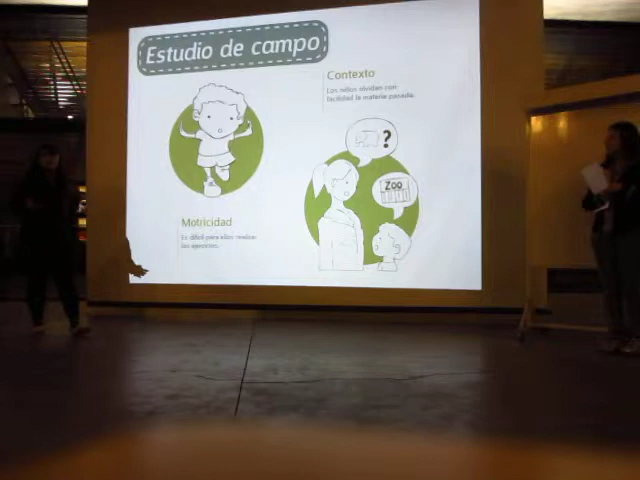 Estudio de campo
Contexto
Los niños olvidan con
facilidad la materia pasada.
?
Zoo
Motricidad
Es difícil para ellos realizar
los ejercicios.